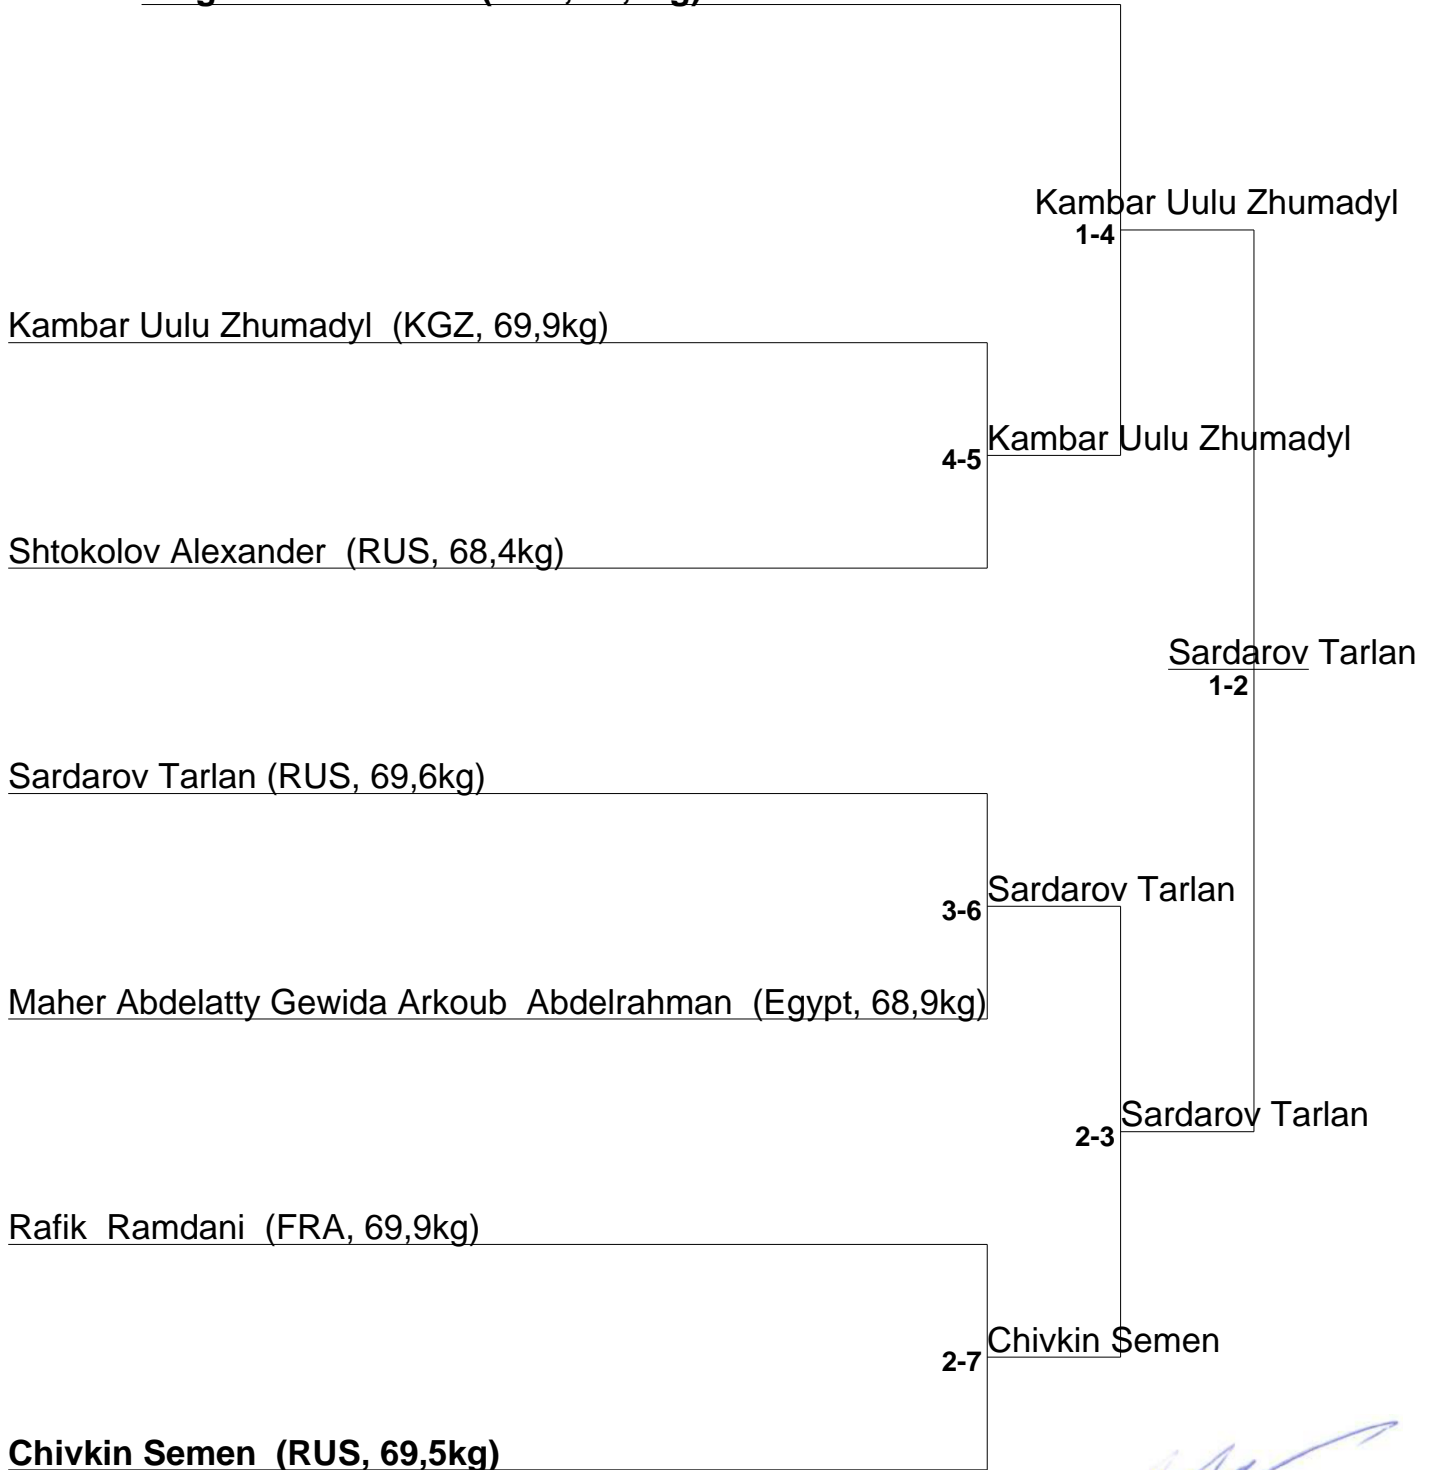 Kambar Uulu Zhumadyl
1-4
Kambar Uulu Zhumadyl  (KGZ, 69,9kg)
Kambar Uulu Zhumadyl
4-5
Shtokolov Alexander  (RUS, 68,4kg)
Sardarov Tarlan
1-2
Sardarov Tarlan (RUS, 69,6kg)
Sardarov Tarlan
3-6
Maher Abdelatty Gewida Arkoub  Abdelrahman  (Egypt, 68,9kg)
Sardarov Tarlan
2-3
Rafik  Ramdani  (FRA, 69,9kg)
Chivkin Semen
2-7
Chivkin Semen  (RUS, 69,5kg)